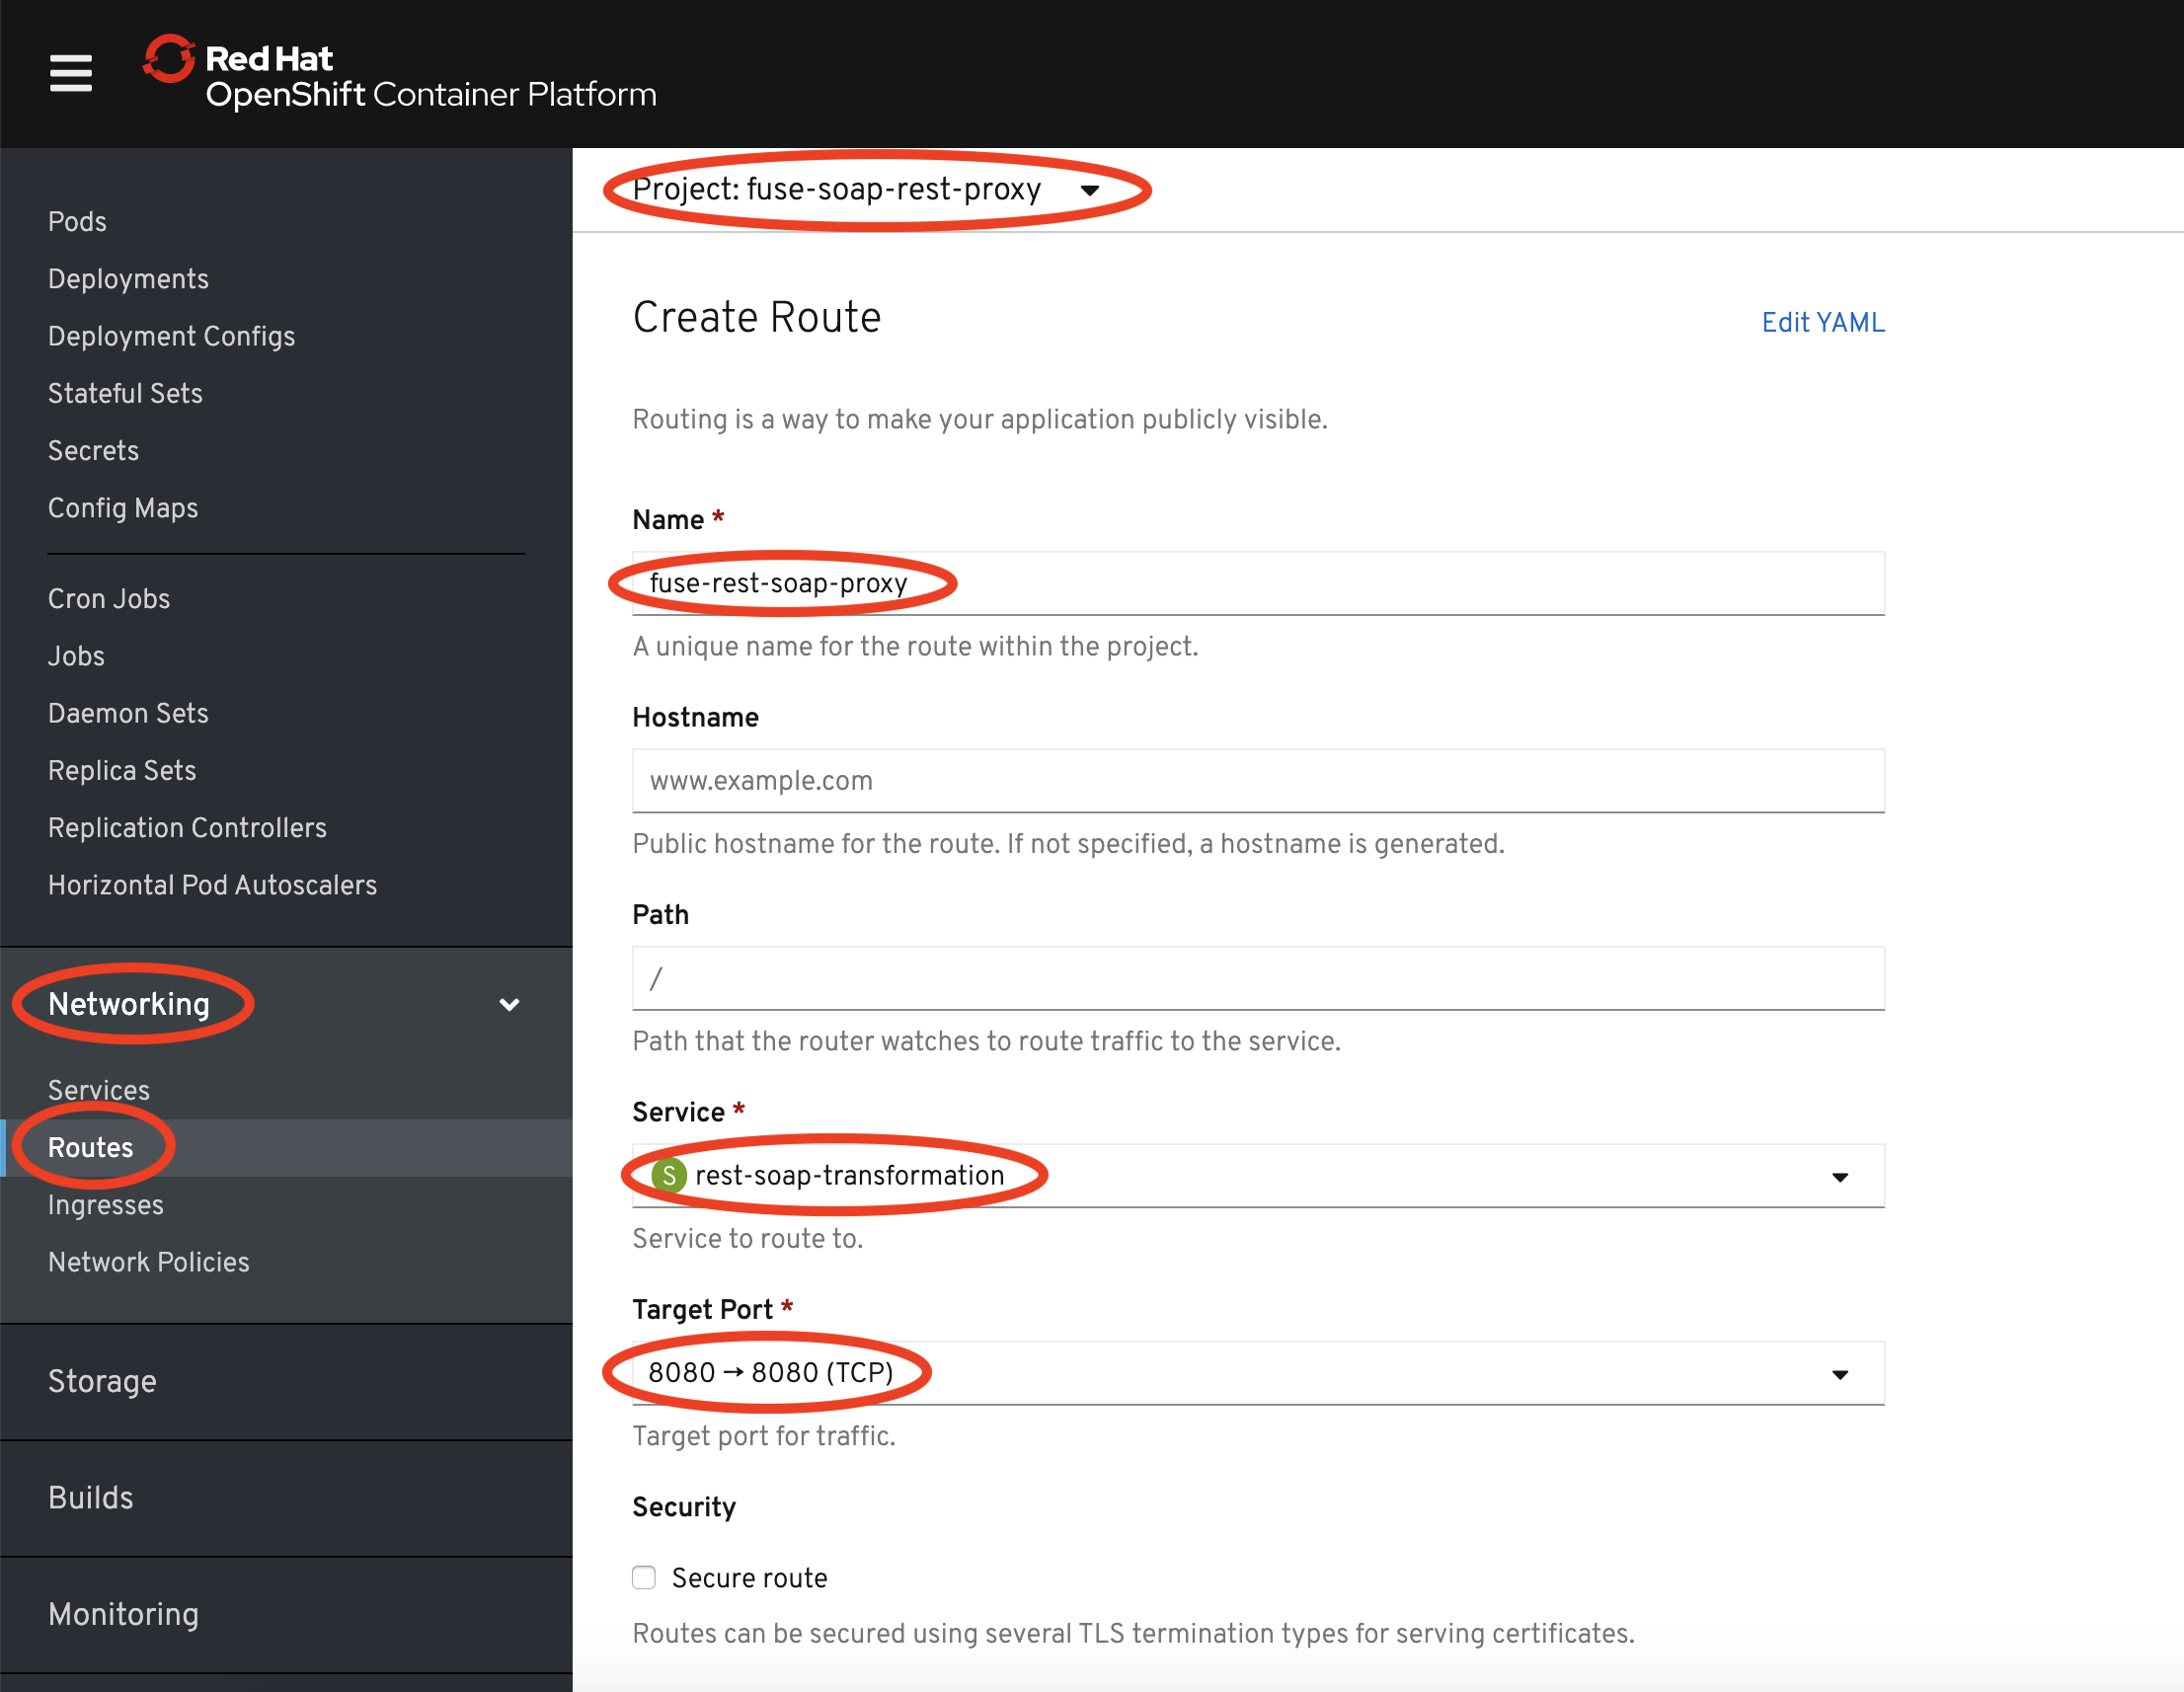 Red Hat
OpenShift Container Platform
Pods
Deployments
Deployment Configs
Stateful Sets
Secrets
Config Maps
Cron Jobs
Jobs
Daemon Sets
Replica Sets
Replication Controllers
Horizontal Pod Autoscalers
Networking
Services
Routes
Ingresses
Network Policies
Storage
Builds
Monitoring
Project: fuse-soap-rest-proxy
Create Route
Edit YAML
Routing is a way to make your application publicly visible.
Name *
fuse-rest-soap-proxy
A unique name for the route within the project.
Hostname
www.example.com
Public hostname for the route. If not specified, a hostname is generated.
Path
/
Path that the router watches to route traffic to the service.
Service *
S rest-soap-transformation
Service to route to.
Target Port *
8080 → 8080 (TCP)
Target port for traffic.
Security
Secure route
Routes can be secured using several TLS termination types for serving certificates.